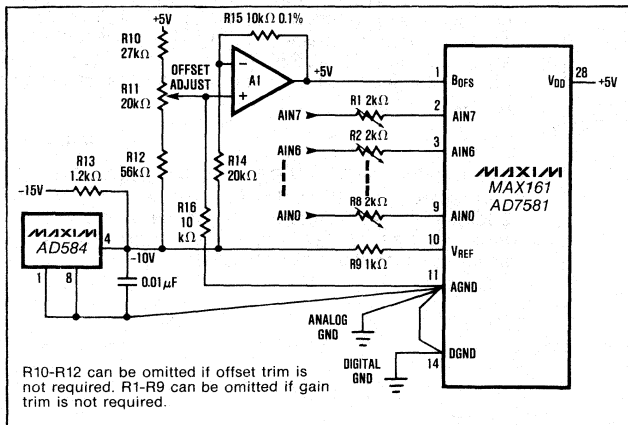 R15 10kΩ 0.1%
+5V
R10
27kΩ
OFFSET
ADJUST
R11
20kΩ
−
+
A1
+5V
1
BOFS
VDD
28
+5V
AIN7
R1 2kΩ
2
AIN7
AIN6
R2 2kΩ
3
AIN6
MAXIM
MAX161
AD7581
R12
56kΩ
R13
1.2kΩ
−15V
R14
20kΩ
R16
10
kΩ
AIN0
R8 2kΩ
9
AIN0
MAXIM
AD584
4
−10V
R9 1kΩ
10
VREF
1
8
0.01µF
11
AGND
ANALOG
GND
DIGITAL
GND
DGND
14
R10-R12 can be omitted if offset trim is
not required. R1-R9 can be omitted if gain
trim is not required.